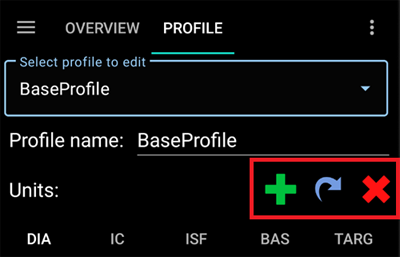 OVERVIEW PROFILE
Select profile to edit
BaseProfile
Profile name: BaseProfile
Units:
DIA IC ISF BAS TARG